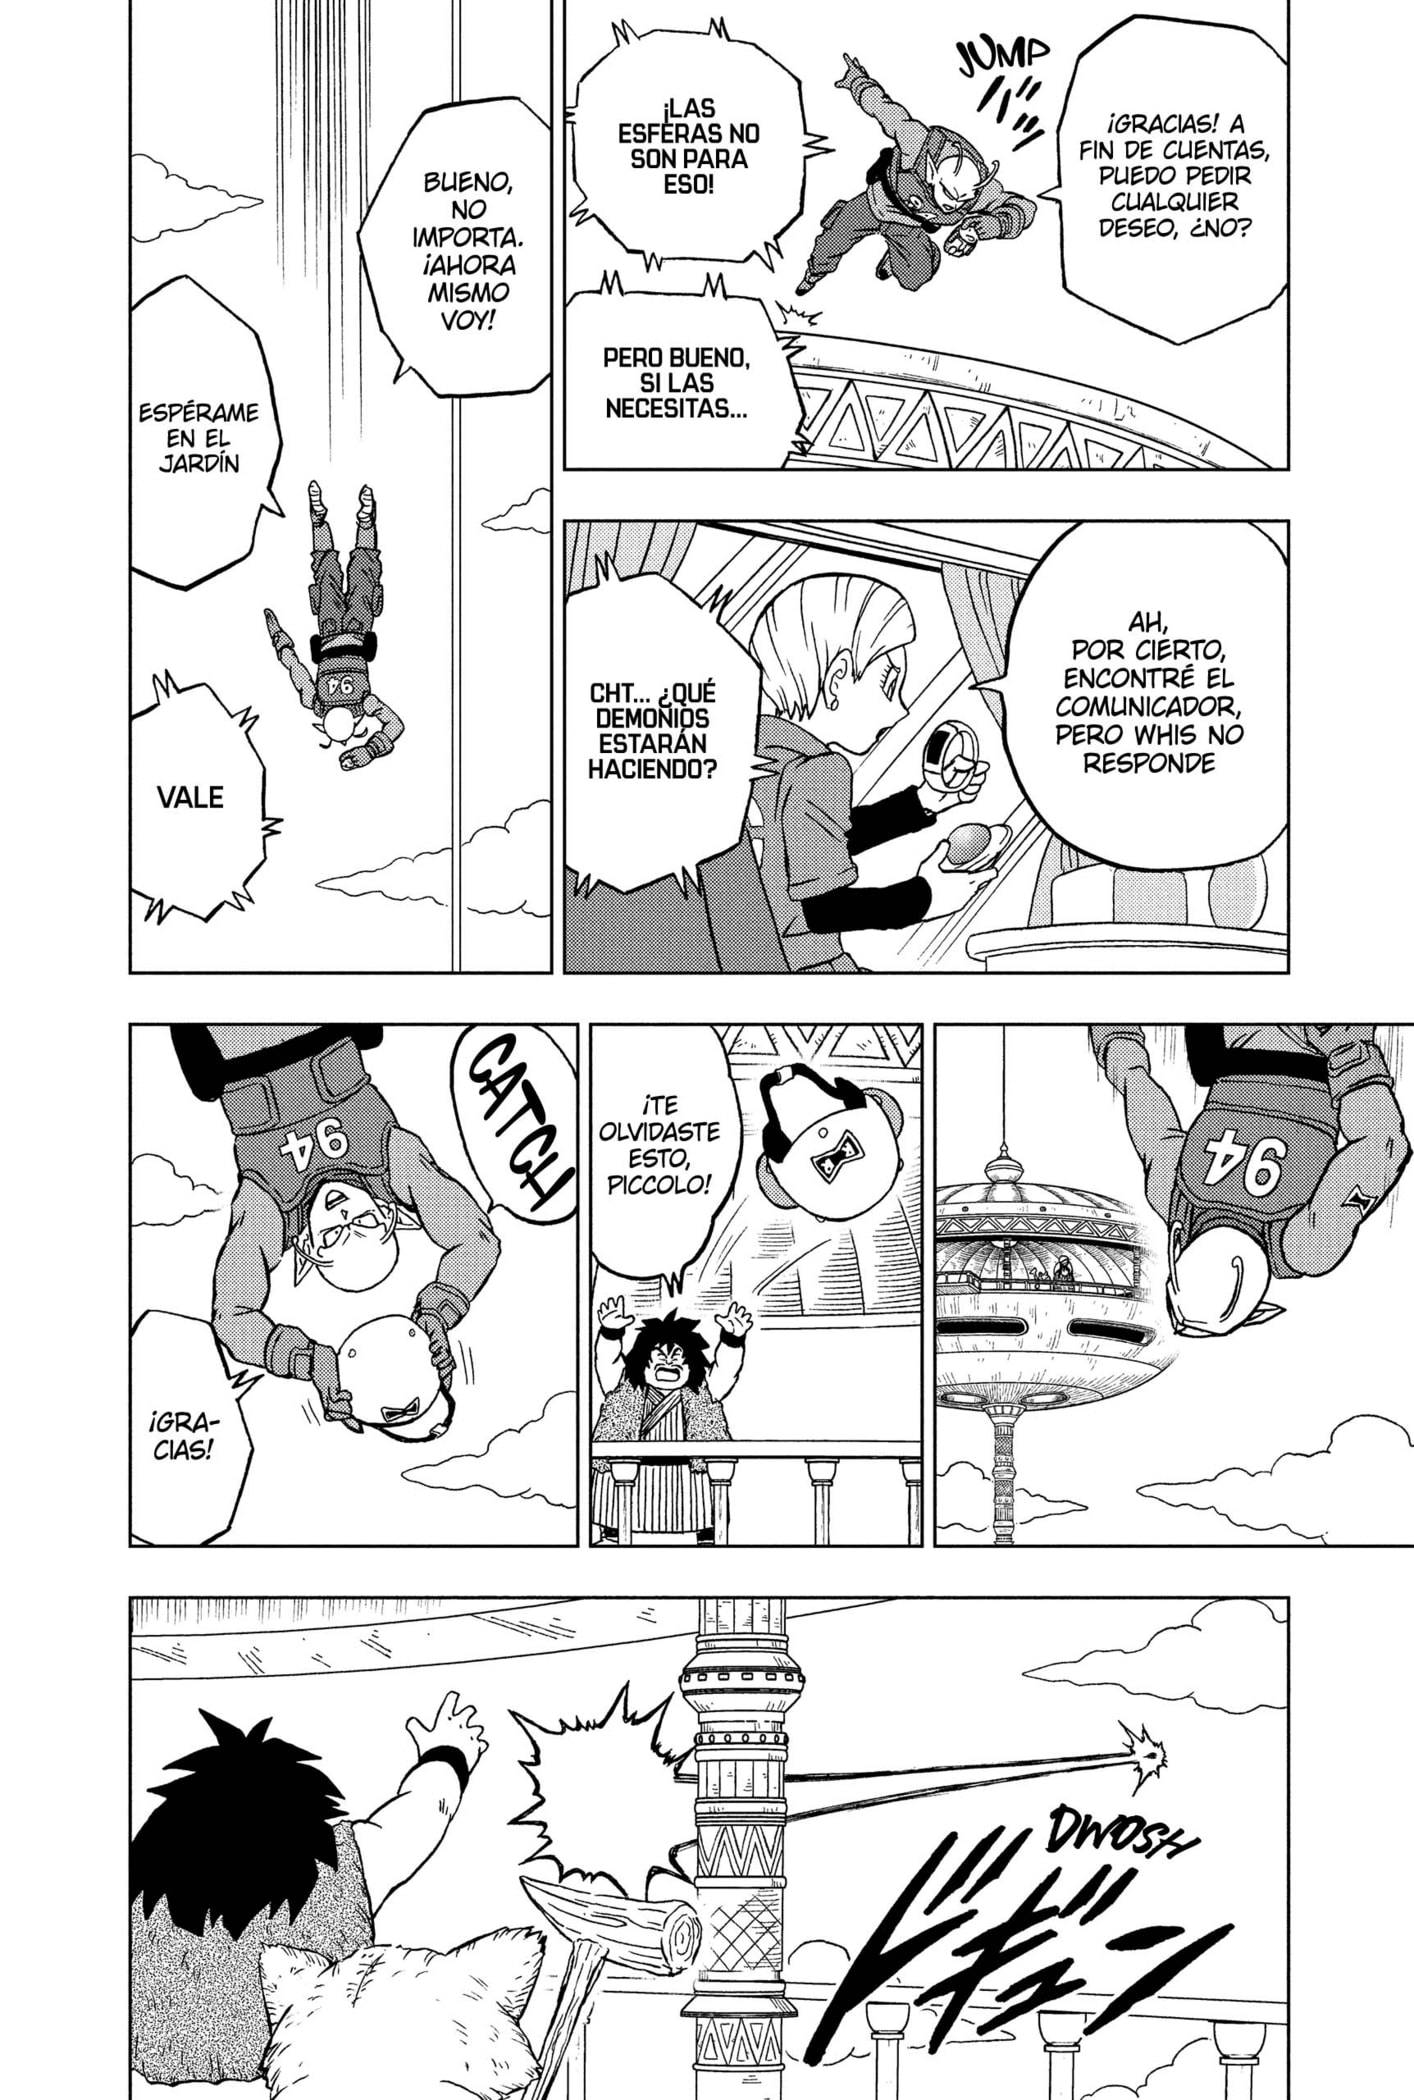 JUMP
¡GRACIAS! A
FIN DE CUENTAS,
PUEDO PEDIR
CUALQUIER
DESEO, ¿NO?
¡LAS
ESFERAS NO
SON PARA
ESO!
PERO BUENO,
SI LAS
NECESITAS...
AH,
POR CIERTO,
ENCONTRÉ EL
COMUNICADOR,
PERO WHIS NO
RESPONDE
CHT... ¿QUÉ
DEMONIOS
ESTARÁN
HACIENDO?
BUENO,
NO
IMPORTA.
¡AHORA
MISMO
VOY!
ESPÉRAME
EN EL
JARDÍN
94
VALE
94
¡TE
OLVIDASTE
ESTO,
PICCOLO!
CATCH
94
¡GRA-
CIAS!
DWOSH
ドギューン